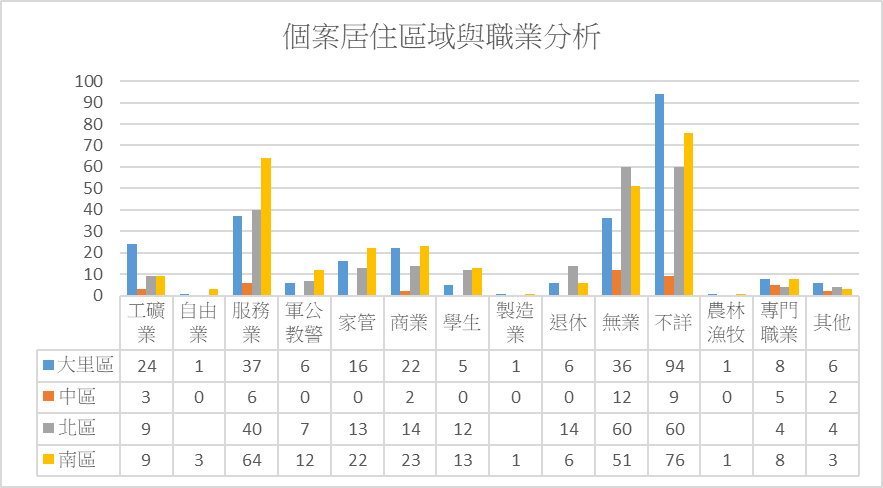 個案居住區域與職業分析
100
90
80
70
60
50
40
30
20
10
0
工礦業 自由業 服務業 軍公教警 家管 商業 學生 製造業 退休 無業 不詳 農林漁牧 專門職業 其他
大里區 24 1 37 6 16 22 5 1 6 36 94 1 8 6
中區 3 0 6 0 0 2 0 0 0 12 9 0 5 2
北區 9 40 7 13 14 12 14 60 60 4 4
南區 9 3 64 12 22 23 13 1 6 51 76 1 8 3